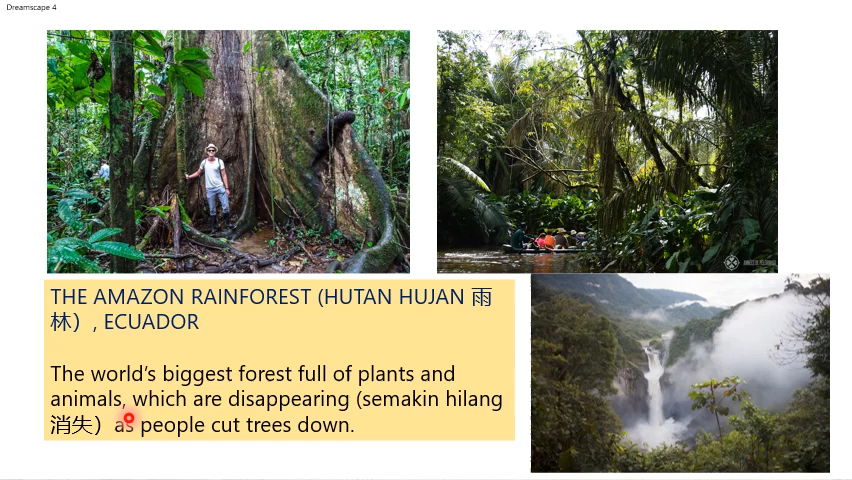 Dreamscape 4
THE AMAZON RAINFOREST (HUTAN HUJAN 雨
林）, ECUADOR
The world’s biggest forest full of plants and
animals, which are disappearing (semakin hilang
消失）as people cut trees down.